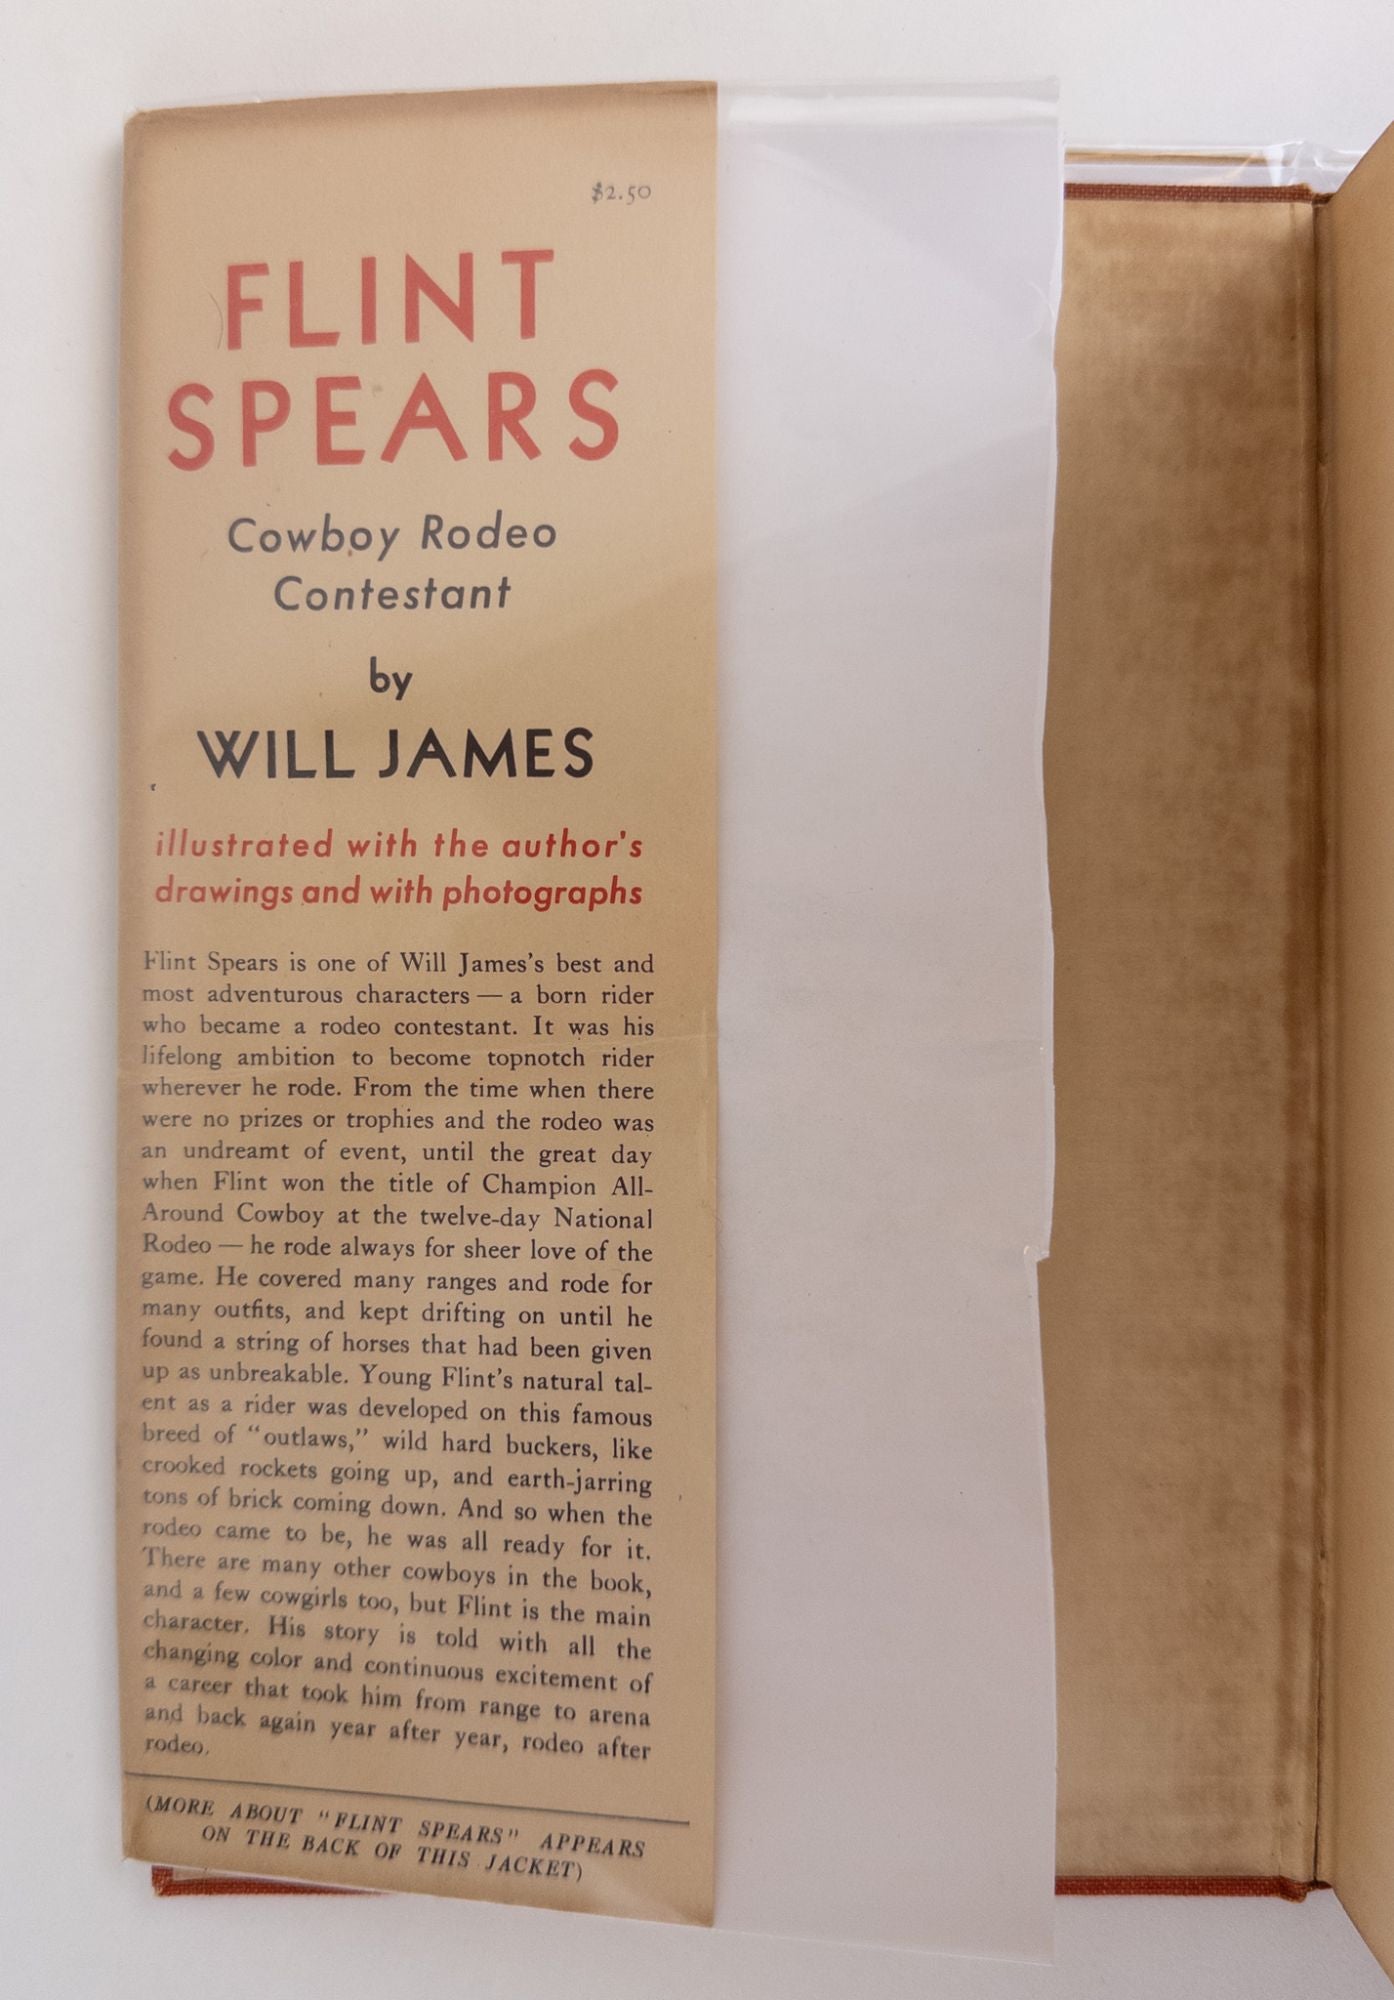 $2.50
FLINT
SPEARS
Cowboy Rodeo
Contestant
by
WILL JAMES
illustrated with the author's
drawings and with photographs
Flint Spears is one of Will James's best and
most adventurous characters — a born rider
who became a rodeo contestant. It was his
lifelong ambition to become topnotch rider
wherever he rode. From the time when there
were no prizes or trophies and the rodeo was
an undreamt of event, until the great day
when Flint won the title of Champion All-
Around Cowboy at the twelve-day National
Rodeo — he rode always for sheer love of the
game. He covered many ranges and rode for
many outfits, and kept drifting on until he
found a string of horses that had been given
up as unbreakable. Young Flint's natural tal-
ent as a rider was developed on this famous
breed of "outlaws," wild hard buckers, like
crooked rockets going up, and earth-jarring
tons of brick coming down. And so when the
rodeo came to be, he was all ready for it.
There are many other cowboys in the book,
and a few cowgirls too, but Flint is the main
character. His story is told with all the
changing color and continuous excitement of
a career that took him from range to arena
and back again year after year, rodeo after
rodeo.
(MORE ABOUT "FLINT SPEARS" APPEARS
ON THE BACK OF THIS JACKET)